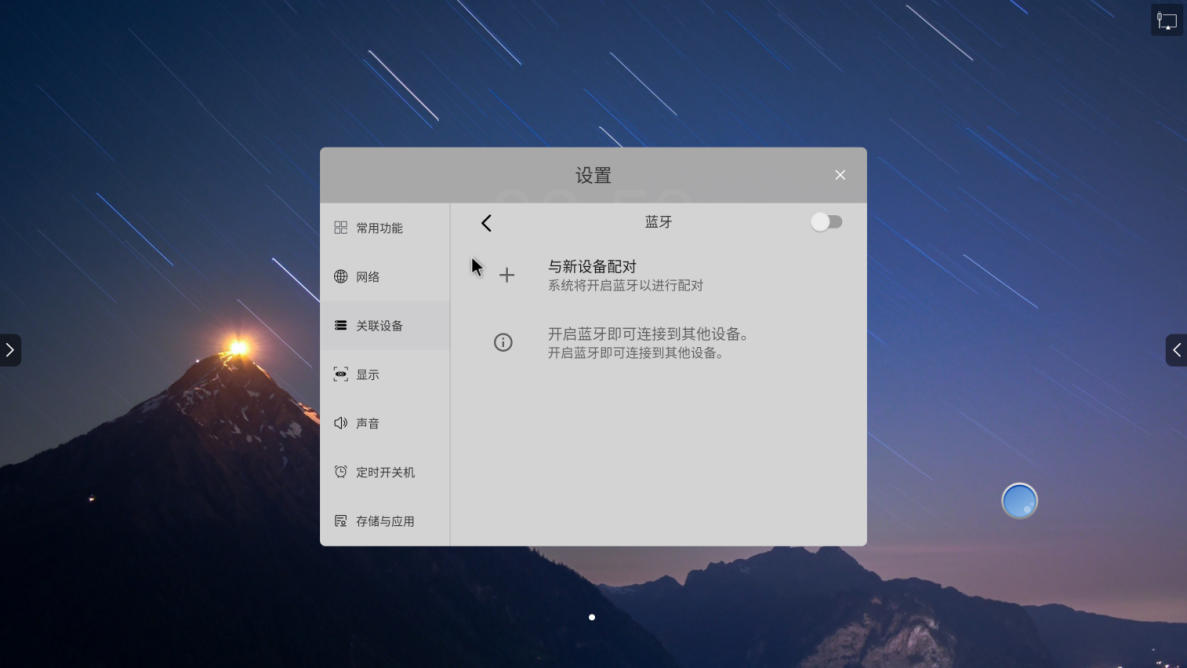 设置
常用功能
网络
关联设备
显示
声音
定时开关机
存储与应用
蓝牙
与新设备配对
系统将开启蓝牙以进行配对
开启蓝牙即可连接到其他设备。
开启蓝牙即可连接到其他设备。